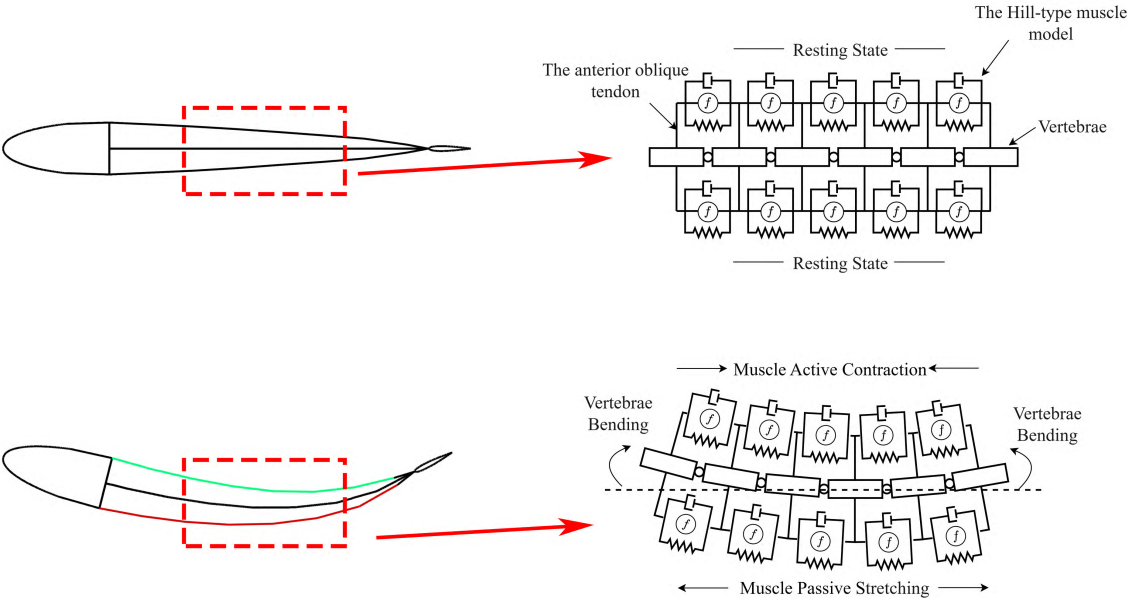 The Hill-type muscle
model
Resting State
The anterior oblique
tendon
f f f f f
Vertebrae
f f f f f
Resting State
Muscle Active Contraction
Vertebrae
Bending
Vertebrae
Bending
f f f f f
f f f f f
Muscle Passive Stretching